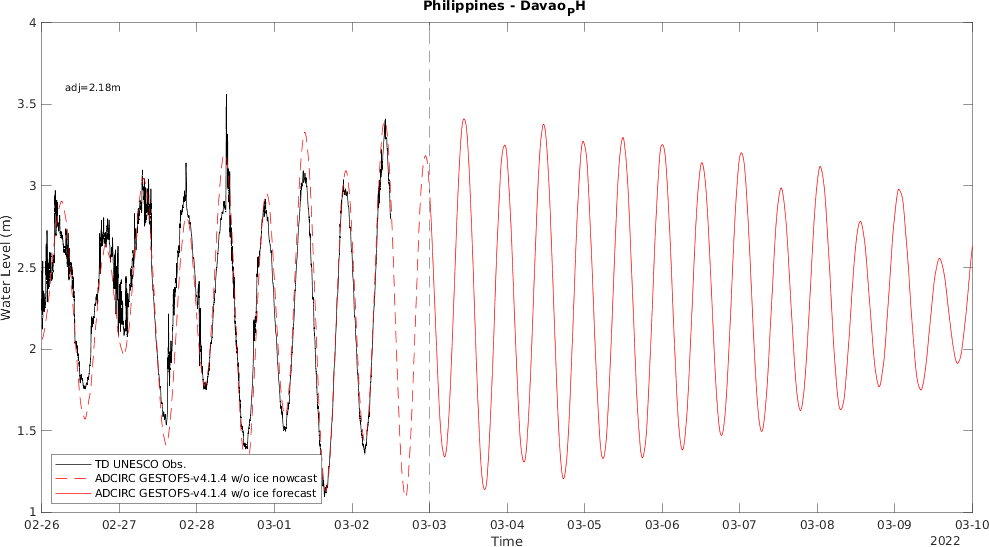 Philippines - DavaopH
adj=2.18m
4
3.5
3
2.5
2
1.5
1
Water Level (m)
TD UNESCO Obs.
ADCIRC GESTOFS-v4.1.4 w/o ice nowcast
ADCIRC GESTOFS-v4.1.4 w/o ice forecast
02-26 02-27 02-28 03-01 03-02 03-03 03-04 03-05 03-06 03-07 03-08 03-09 03-10
Time
2022